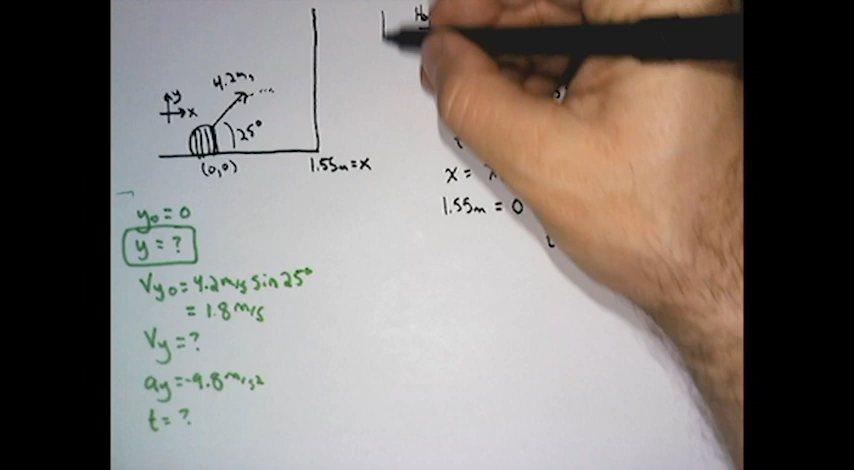 Ho
4.2m/s ...
y
x
25°
(0,0)
1.55m = x
x =
1.55m = 0
y₀ = 0
y = ?
Vy₀ = 4.2m/s sin 25°
= 1.8 m/s
Vy = ?
ay = -9.8 m/s²
t = ?